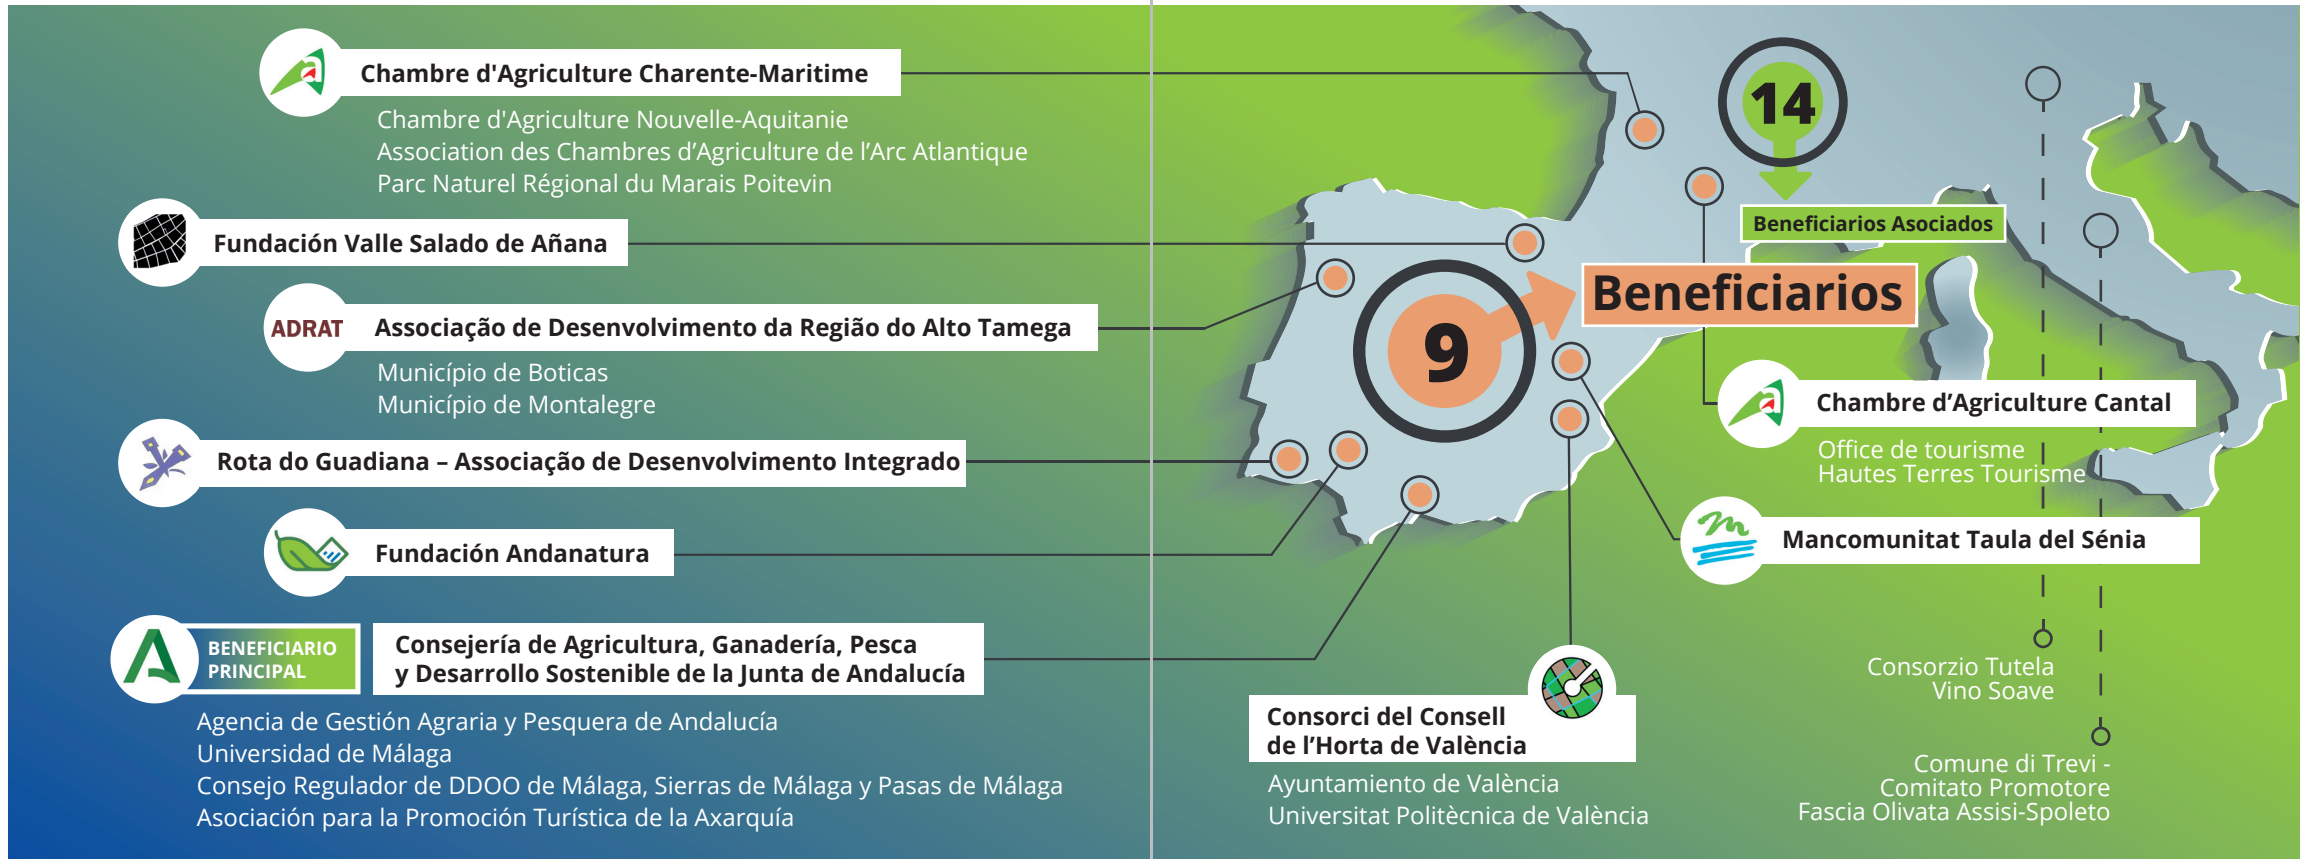 Chambre d'Agriculture Charente-Maritime
Chambre d'Agriculture Nouvelle-Aquitanie
Association des Chambres d’Agriculture de l’Arc Atlantique
Parc Naturel Régional du Marais Poitevin
Fundación Valle Salado de Añana
ADRAT
Associação de Desenvolvimento da Região do Alto Tamega
Município de Boticas
Município de Montalegre
Rota do Guadiana – Associação de Desenvolvimento Integrado
Fundación Andanatura
BENEFICIARIO
PRINCIPAL
Consejería de Agricultura, Ganadería, Pesca
y Desarrollo Sostenible de la Junta de Andalucía
Agencia de Gestión Agraria y Pesquera de Andalucía
Universidad de Málaga
Consejo Regulador de DDOO de Málaga, Sierras de Málaga y Pasas de Málaga
Asociación para la Promoción Turística de la Axarquía
14
Beneficiarios Asociados
9
Beneficiarios
Chambre d’Agriculture Cantal
Office de tourisme
Hautes Terres Tourisme
Mancomunitat Taula del Sénia
Consorci del Consell
de l’Horta de València
Ayuntamiento de València
Universitat Politècnica de València
Consorzio Tutela
Vino Soave
Comune di Trevi -
Comitato Promotore
Fascia Olivata Assisi-Spoleto